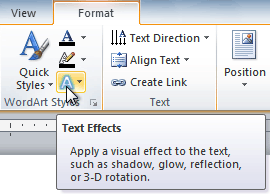 View
Format
Quick
Styles
A
A
Text Direction
Align Text
Create Link
Position
WordArt Styles
Text
Text Effects
Apply a visual effect to the text,
such as shadow, glow, reflection,
or 3-D rotation.